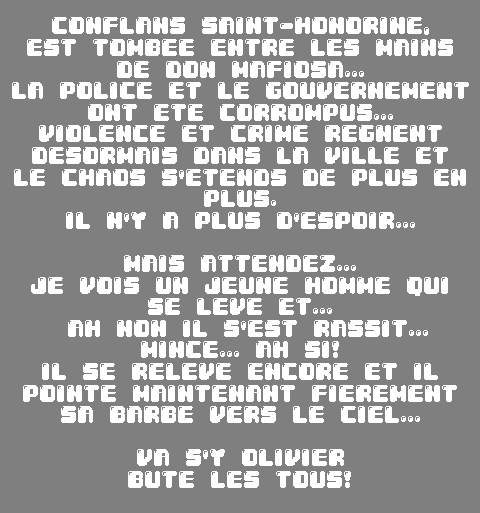 CONFLANS SAINT-HONORINE,
EST TOMBEE ENTRE LES MAINS
DE DON MAFIOSA...
LA POLICE ET LE GOUVERNEMENT
ONT ETE CORROMPUS...
VIOLENCE ET CRIME REGNENT
DESORMAIS DANS LA VILLE ET
LE CHAOS S'ETENDS DE PLUS EN
PLUS.
IL N'Y A PLUS D'ESPOIR...
MAIS ATTENDEZ...
JE VOIS UN JEUNE HOMME QUI
SE LEVE ET...
AH NON IL S'EST RASSIT...
MINCE... AH SI!
IL SE RELEVE ENCORE ET IL
POINTE MAINTENANT FIEREMENT
SA BARBE VERS LE CIEL...
VA S'Y OLIVIER
BUTE LES TOUS!